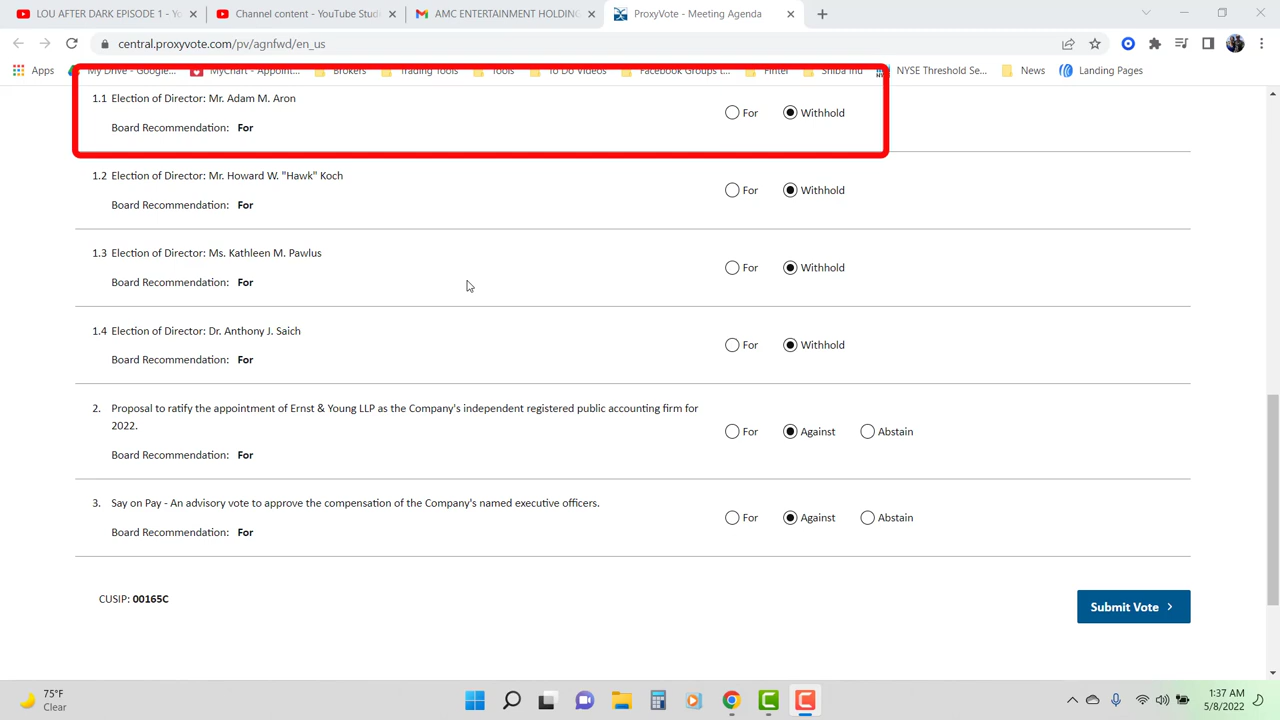 LOU AFTER DARK EPISODE 1 - Yo
Channel content - YouTube Studi
AMC ENTERTAINMENT HOLDING
ProxyVote - Meeting Agenda
central.proxyvote.com/pv/agnfwd/en_us
Apps
My Drive - Google...
MyChart - Appoint...
Brokers
Trading Tools
Tools
To Do Videos
Facebook Groups t...
Fintel
Shiba Inu
NYSE Threshold Se...
News
Landing Pages
1.1 Election of Director: Mr. Adam M. Aron
For
Withhold
Board Recommendation: For
1.2 Election of Director: Mr. Howard W. "Hawk" Koch
For
Withhold
Board Recommendation: For
1.3 Election of Director: Ms. Kathleen M. Pawlus
For
Withhold
Board Recommendation: For
1.4 Election of Director: Dr. Anthony J. Saich
For
Withhold
Board Recommendation: For
2. Proposal to ratify the appointment of Ernst & Young LLP as the Company's independent registered public accounting firm for
2022.
For
Against
Abstain
Board Recommendation: For
3. Say on Pay - An advisory vote to approve the compensation of the Company's named executive officers.
For
Against
Abstain
Board Recommendation: For
CUSIP: 00165C
Submit Vote
75°F
Clear
1:37 AM
5/8/2022